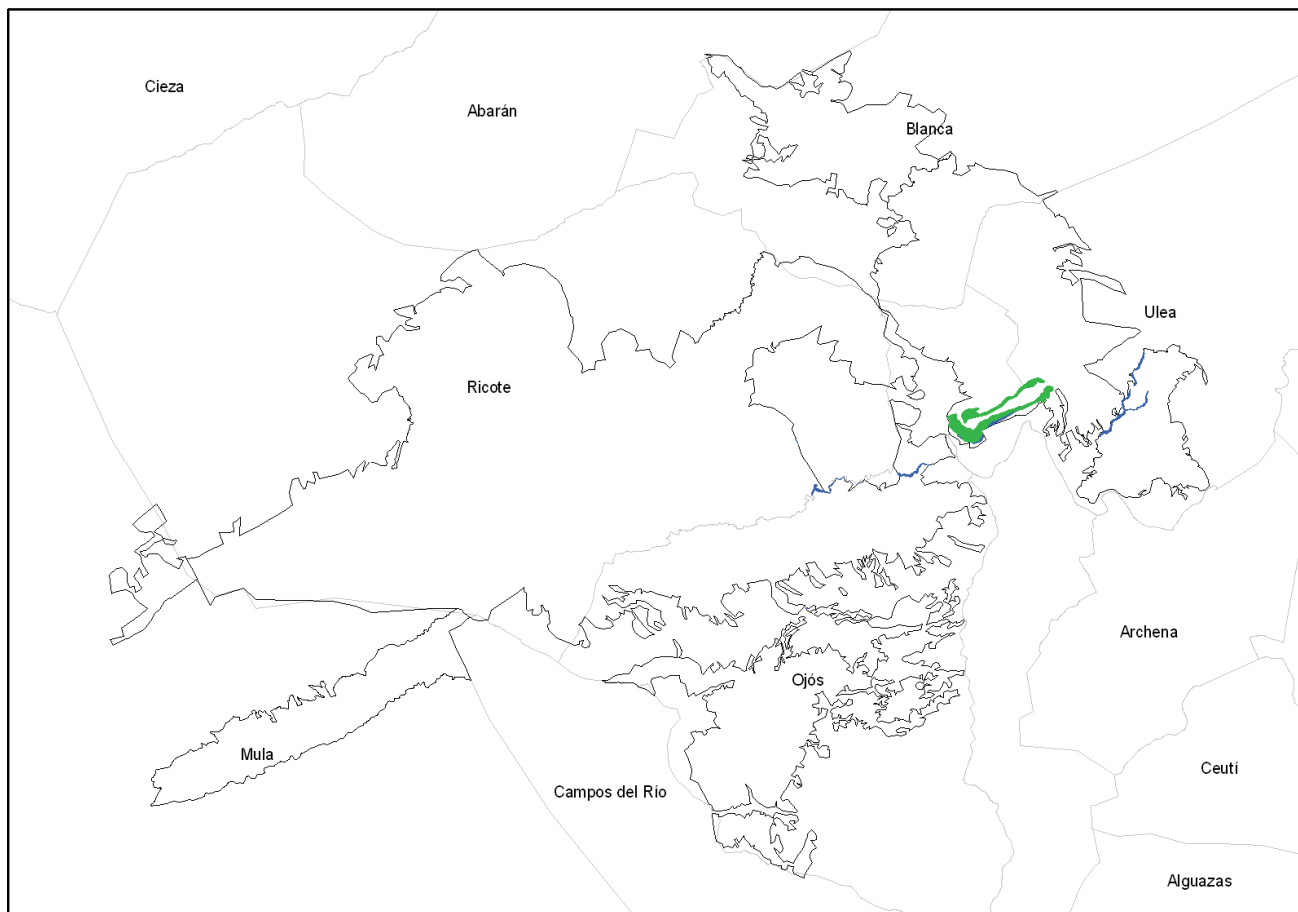 Cieza
Abarán
Blanca
Ulea
Ricote
Archena
Ojós
Mula
Ceutí
Campos del Río
Alguazas